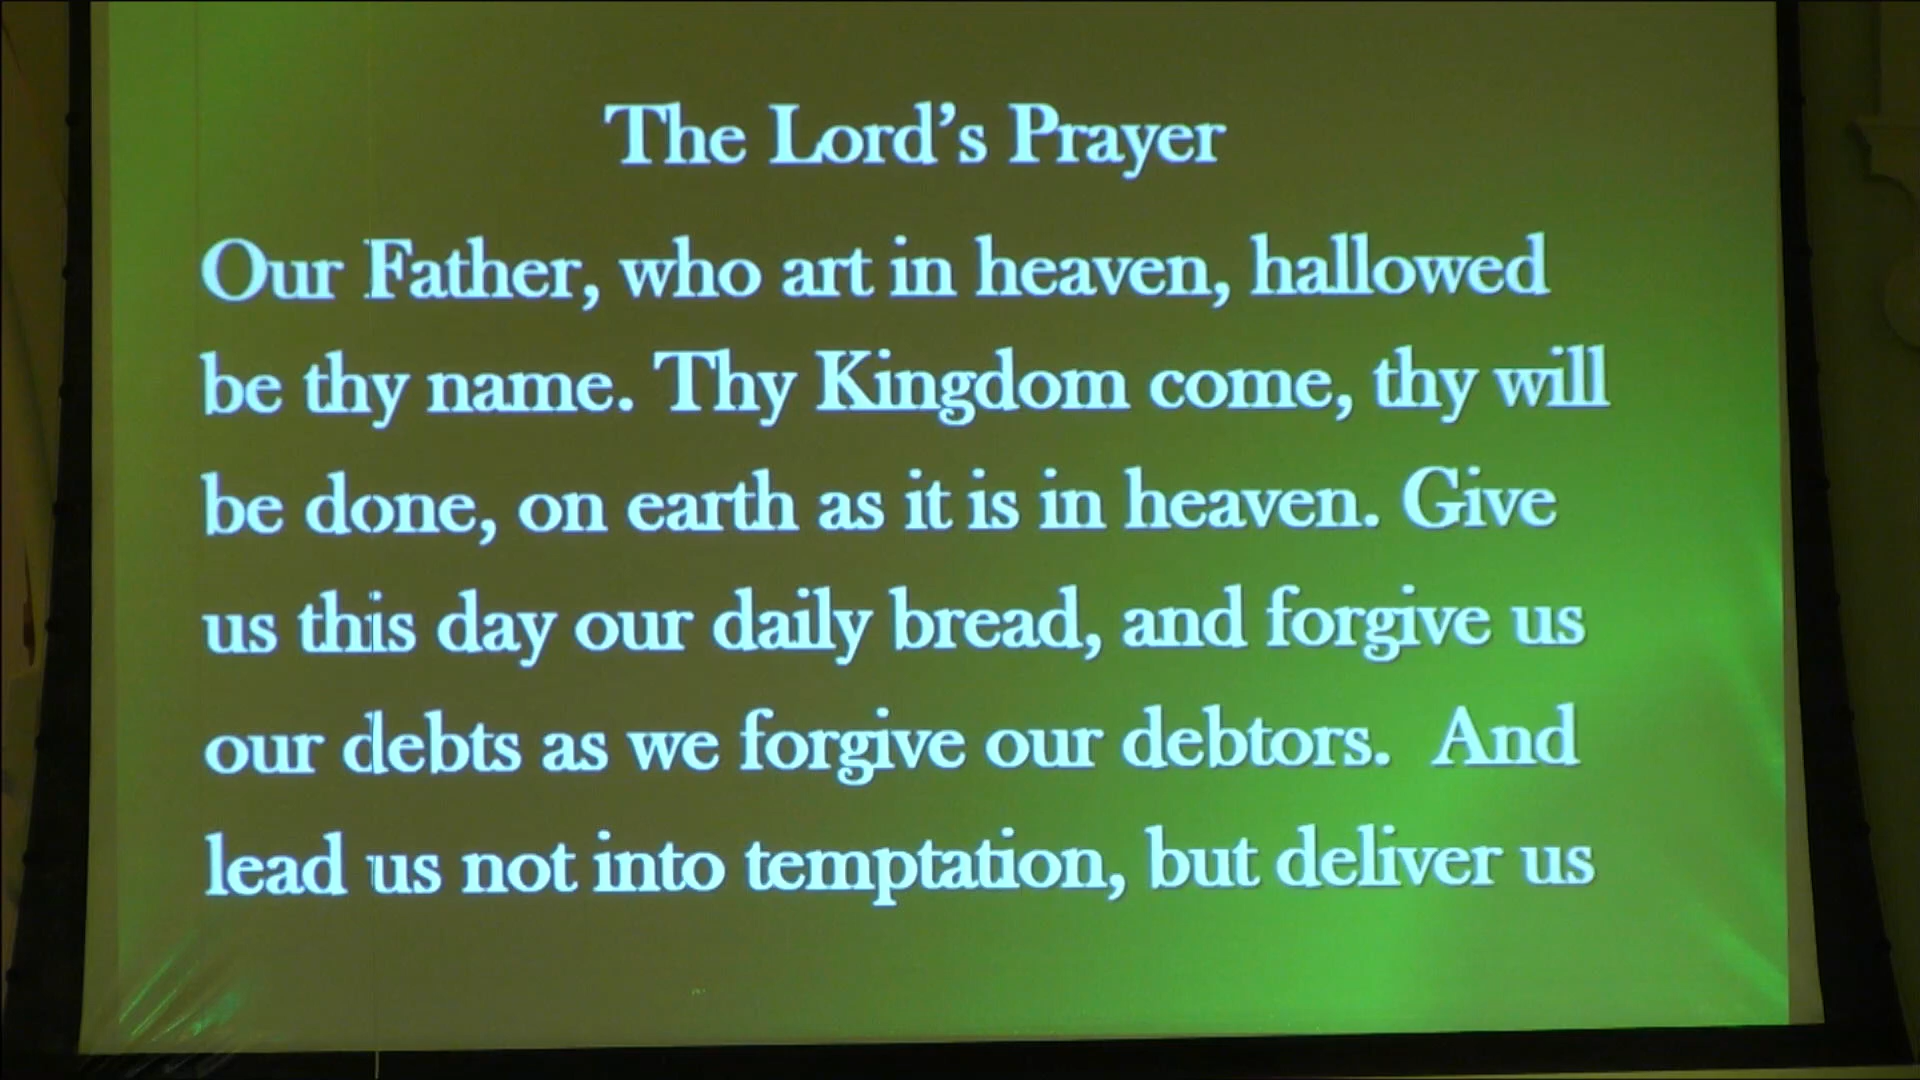 The Lord’s Prayer
Our Father, who art in heaven, hallowed
be thy name. Thy Kingdom come, thy will
be done, on earth as it is in heaven. Give
us this day our daily bread, and forgive us
our debts as we forgive our debtors.  And
lead us not into temptation, but deliver us